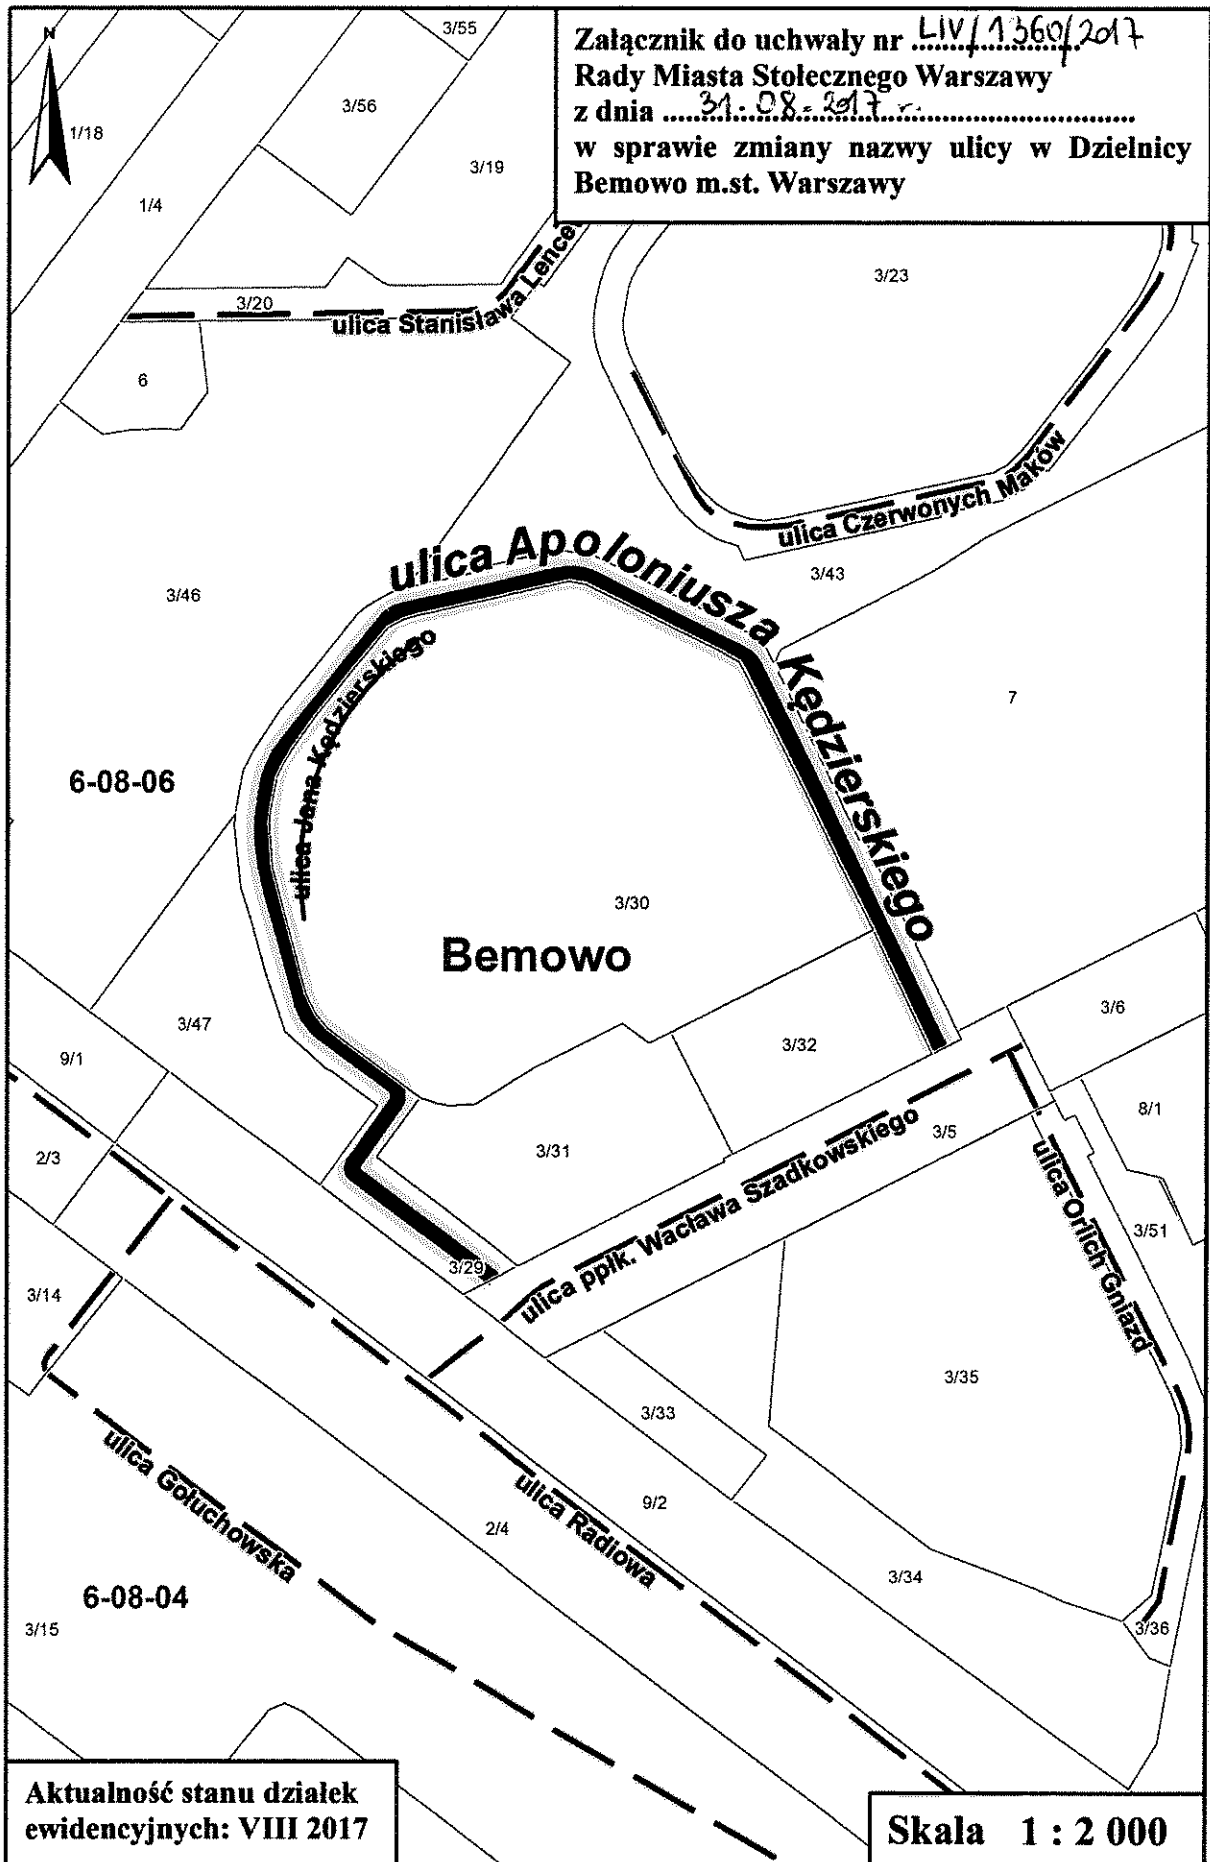 Załącznik do uchwały nr LIV/1360/2017
Rady Miasta Stołecznego Warszawy
z dnia 31.08.2017 r.
w sprawie zmiany nazwy ulicy w Dzielnicy
Bemowo m.st. Warszawy
N
3/55
3/56
1/18
3/19
1/4
3/23
3/20
ulica Stanisława
6
ulica Czerwonych Maków
ulica Apoloniusza Kędzierskiego
3/43
3/46
ulica Jana Kędzierskiego
7
6-08-06
3/30
Bemowo
3/6
3/47
3/32
9/1
8/1
3/5
2/3
3/31
ulica ppłk. Wacława Szadkowskiego
ulica Orlich Gniazd
3/51
3/29
3/14
3/35
3/33
ulica Gołuchowska
ulica Radiowa
9/2
2/4
3/34
6-08-04
3/15
3/36
Aktualność stanu działek
ewidencyjnych: VIII 2017
Skala 1 : 2 000